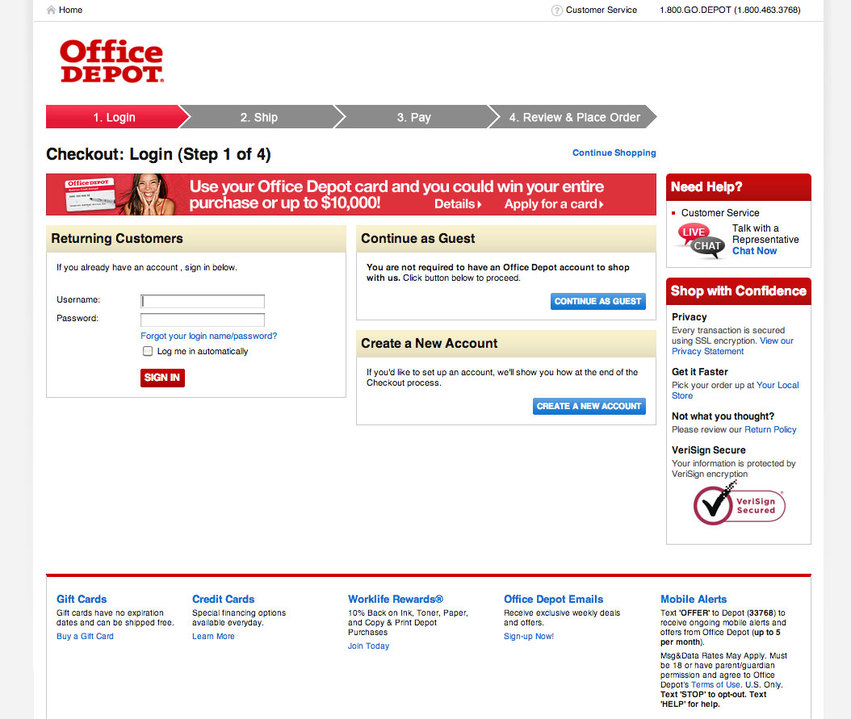 Home
? Customer Service 1.800.GO.DEPOT (1.800.463.3768)
Office
DEPOT.
1. Login 2. Ship 3. Pay 4. Review & Place Order
Checkout: Login (Step 1 of 4)
Continue Shopping
Office DEPOT
Use your Office Depot card and you could win your entire
purchase or up to $10,000! Details Apply for a card
Returning Customers
If you already have an account , sign in below.
Username:
Password:
Forgot your login name/password?
Log me in automatically
SIGN IN
Continue as Guest
You are not required to have an Office Depot account to shop
with us. Click button below to proceed.
CONTINUE AS GUEST
Create a New Account
If you'd like to set up an account, we'll show you how at the end of the
Checkout process.
CREATE A NEW ACCOUNT
Need Help?
Customer Service
LIVE
CHAT
Talk with a
Representative
Chat Now
Shop with Confidence
Privacy
Every transaction is secured
using SSL encryption. View our
Privacy Statement
Get it Faster
Pick your order up at Your Local
Store
Not what you thought?
Please review our Return Policy
VeriSign Secure
Your information is protected by
VeriSign encryption
VeriSign
Secured
Gift Cards
Gift cards have no expiration
dates and can be shipped free.
Buy a Gift Card
Credit Cards
Special financing options
available everyday.
Learn More
Worklife Rewards®
10% Back on Ink, Toner, Paper,
and Copy & Print Depot
Purchases
Join Today
Office Depot Emails
Receive exclusive weekly deals
and offers.
Sign-up Now!
Mobile Alerts
Text 'OFFER' to Depot (33768) to
receive ongoing mobile alerts and
offers from Office Depot (up to 5
per month).
Msg&Data Rates May Apply. Must
be 18 or have parent/guardian
permission and agree to Office
Depot's Terms of Use. U.S. Only.
Text 'STOP' to opt-out. Text
'HELP' for help.